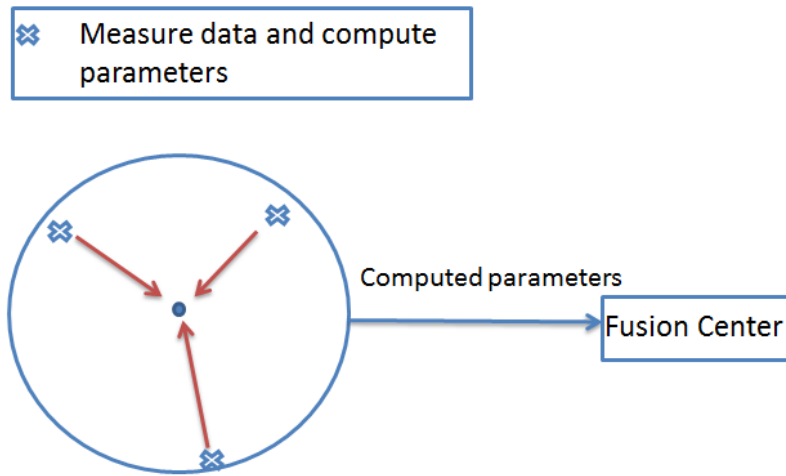 Measure data and compute
parameters
Computed parameters
Fusion Center